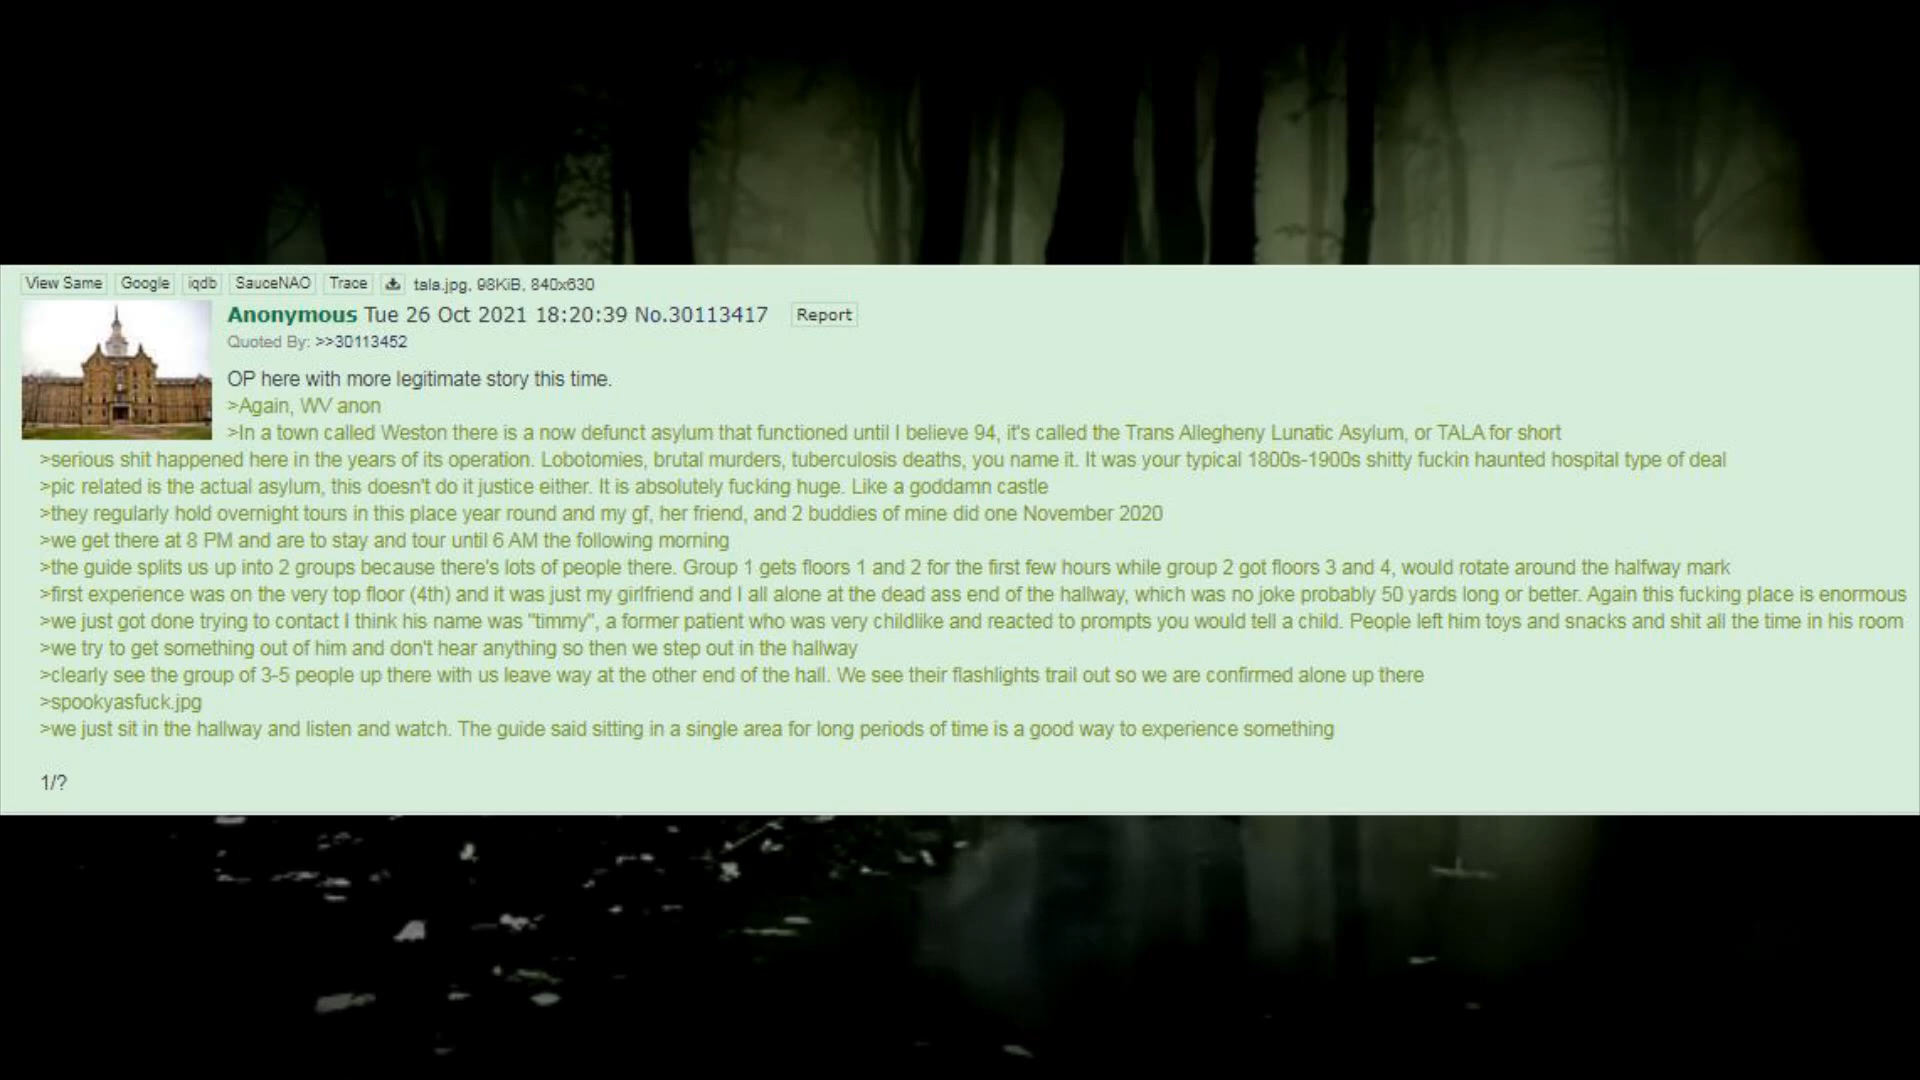 View Same Google iqdb SauceNAO Trace tala.jpg, 98KiB, 840x630
Anonymous Tue 26 Oct 2021 18:20:39 No.30113417 Report
Quoted By: >>30113452
OP here with more legitimate story this time.
>Again, WV anon
>In a town called Weston there is a now defunct asylum that functioned until I believe 94, it's called the Trans Allegheny Lunatic Asylum, or TALA for short
>serious shit happened here in the years of its operation. Lobotomies, brutal murders, tuberculosis deaths, you name it. It was your typical 1800s-1900s shitty fuckin haunted hospital type of deal
>pic related is the actual asylum, this doesn't do it justice either. It is absolutely fucking huge. Like a goddamn castle
>they regularly hold overnight tours in this place year round and my gf, her friend, and 2 buddies of mine did one November 2020
>we get there at 8 PM and are to stay and tour until 6 AM the following morning
>the guide splits us up into 2 groups because there's lots of people there. Group 1 gets floors 1 and 2 for the first few hours while group 2 got floors 3 and 4, would rotate around the halfway mark
>first experience was on the very top floor (4th) and it was just my girlfriend and I all alone at the dead ass end of the hallway, which was no joke probably 50 yards long or better. Again this fucking place is enormous
>we just got done trying to contact I think his name was "timmy", a former patient who was very childlike and reacted to prompts you would tell a child. People left him toys and snacks and shit all the time in his room
>we try to get something out of him and don't hear anything so then we step out in the hallway
>clearly see the group of 3-5 people up there with us leave way at the other end of the hall. We see their flashlights trail out so we are confirmed alone up there
>spookyasfuck.jpg
>we just sit in the hallway and listen and watch. The guide said sitting in a single area for long periods of time is a good way to experience something
1/?